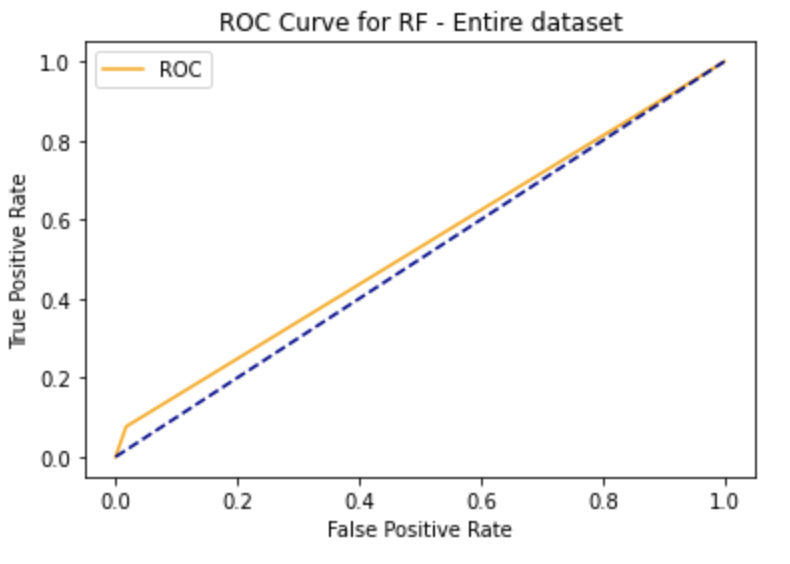 ROC Curve for RF - Entire dataset
ROC
True Positive Rate
1.0
0.8
0.6
0.4
0.2
0.0
0.0 0.2 0.4 0.6 0.8 1.0
False Positive Rate